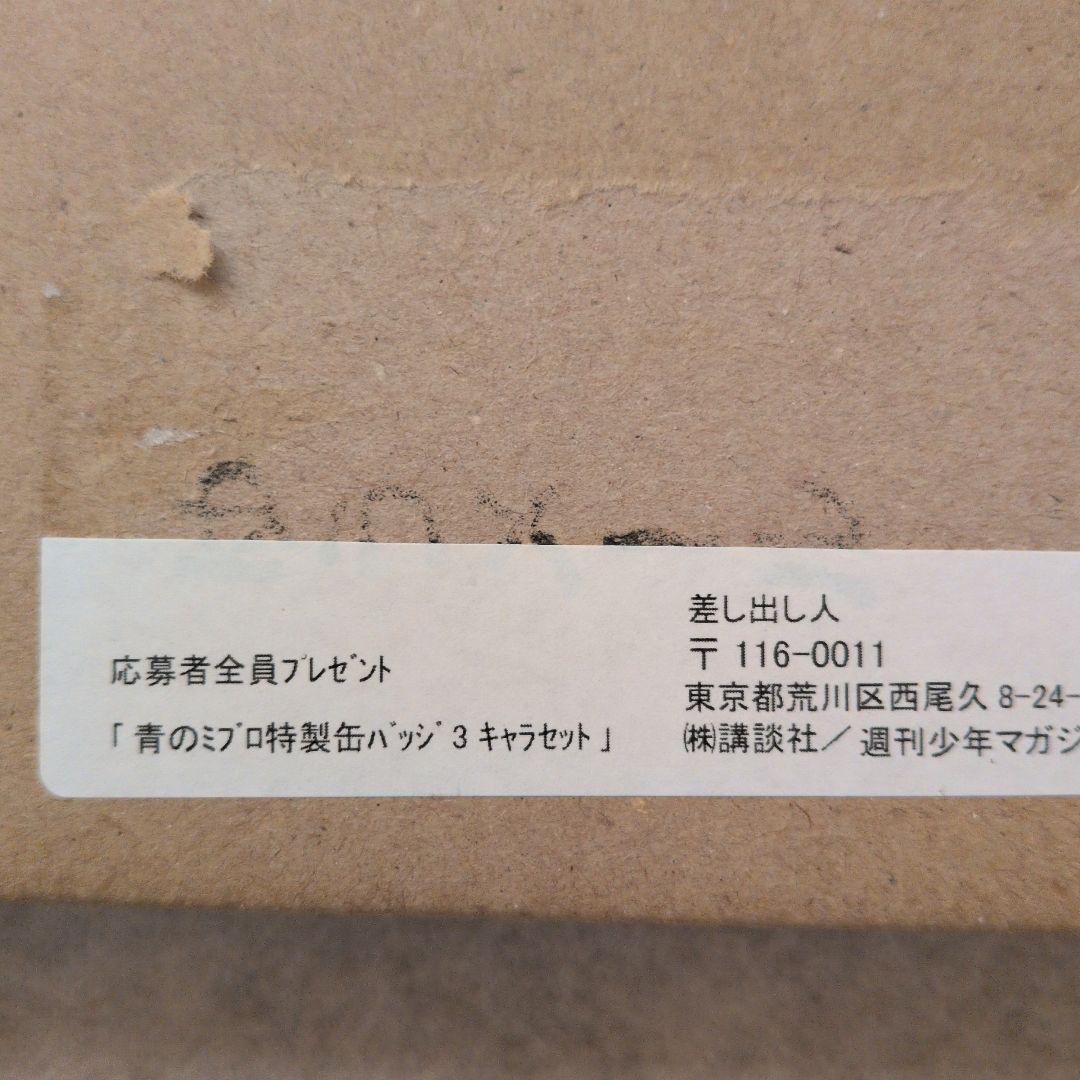 応募者全員プレゼント
「青のミブロ特製缶バッジ3キャラセット」
差し出し人
〒116-0011
東京都荒川区西尾久8-24-
㈱講談社／週刊少年マガジ